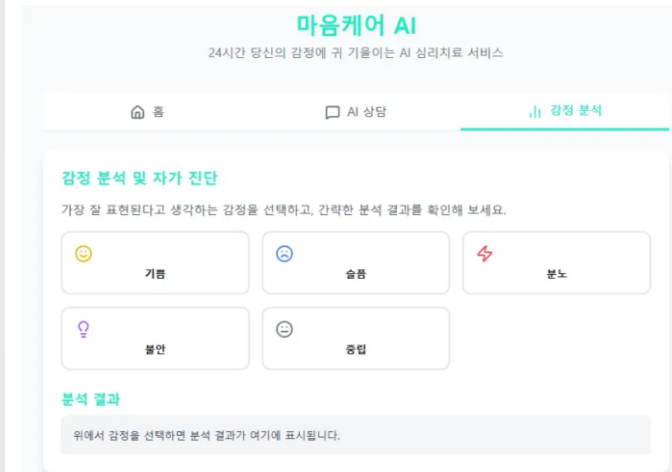 마음케어 AI
24시간 당신의 감정에 귀 기울이는 AI 심리치료 서비스
홈
AI 상담
감정 분석
감정 분석 및 자가 진단
가장 잘 표현된다고 생각하는 감정을 선택하고, 간략한 분석 결과를 확인해 보세요.
기쁨
슬픔
분노
불안
중립
분석 결과
위에서 감정을 선택하면 분석 결과가 여기에 표시됩니다.